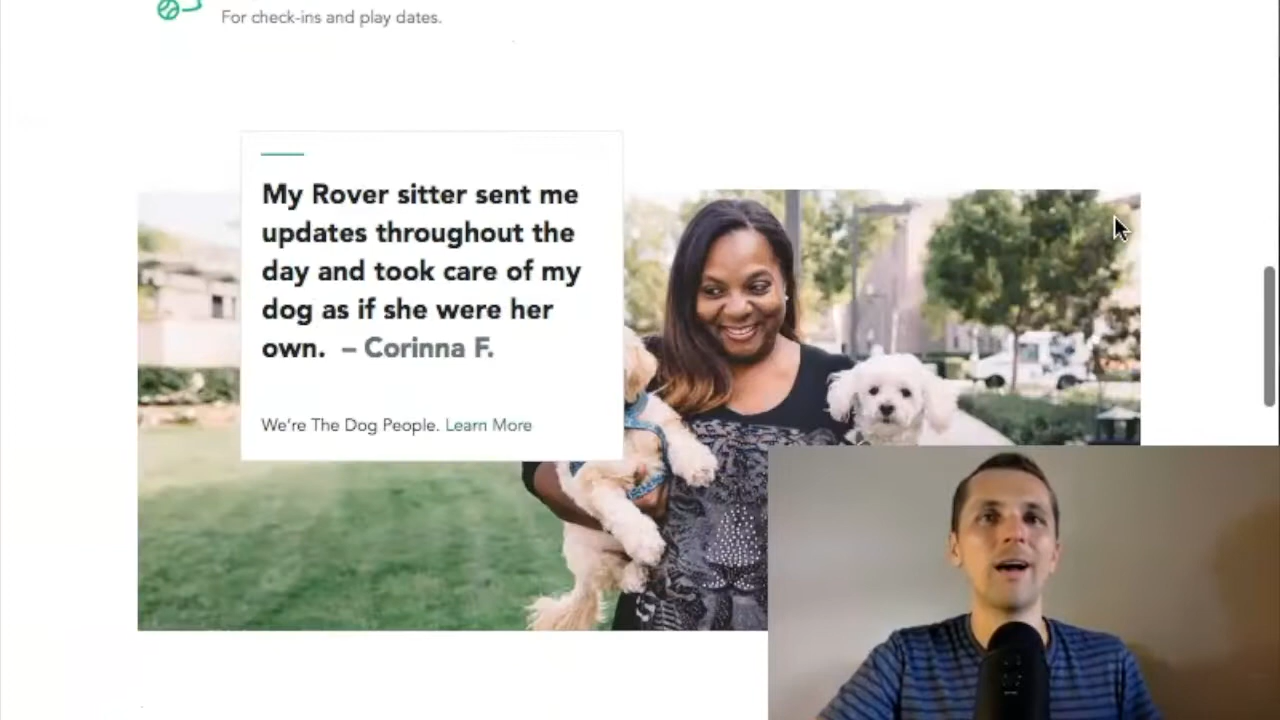 For check-ins and play dates.
My Rover sitter sent me
updates throughout the
day and took care of my
dog as if she were her
own. – Corinna F.
We're The Dog People. Learn More